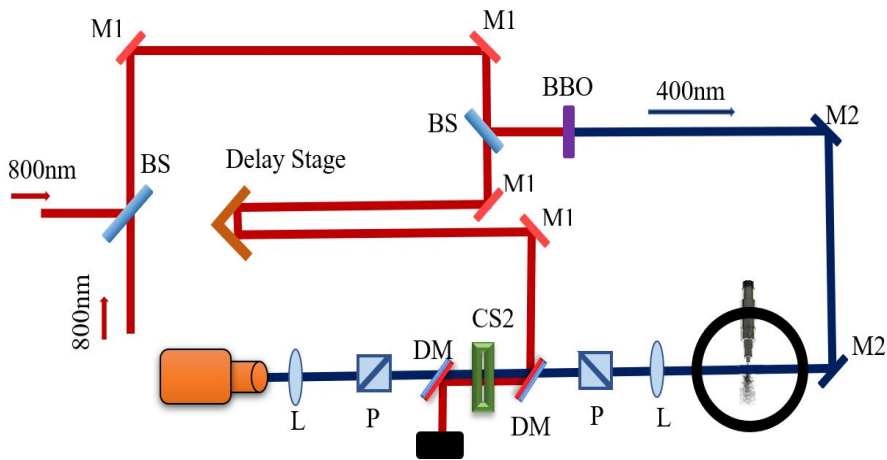 M1
M1
BBO
400nm
M2
BS
800nm
BS
Delay Stage
M1
M1
800nm
CS2
DM
M2
L
P
DM
P
L